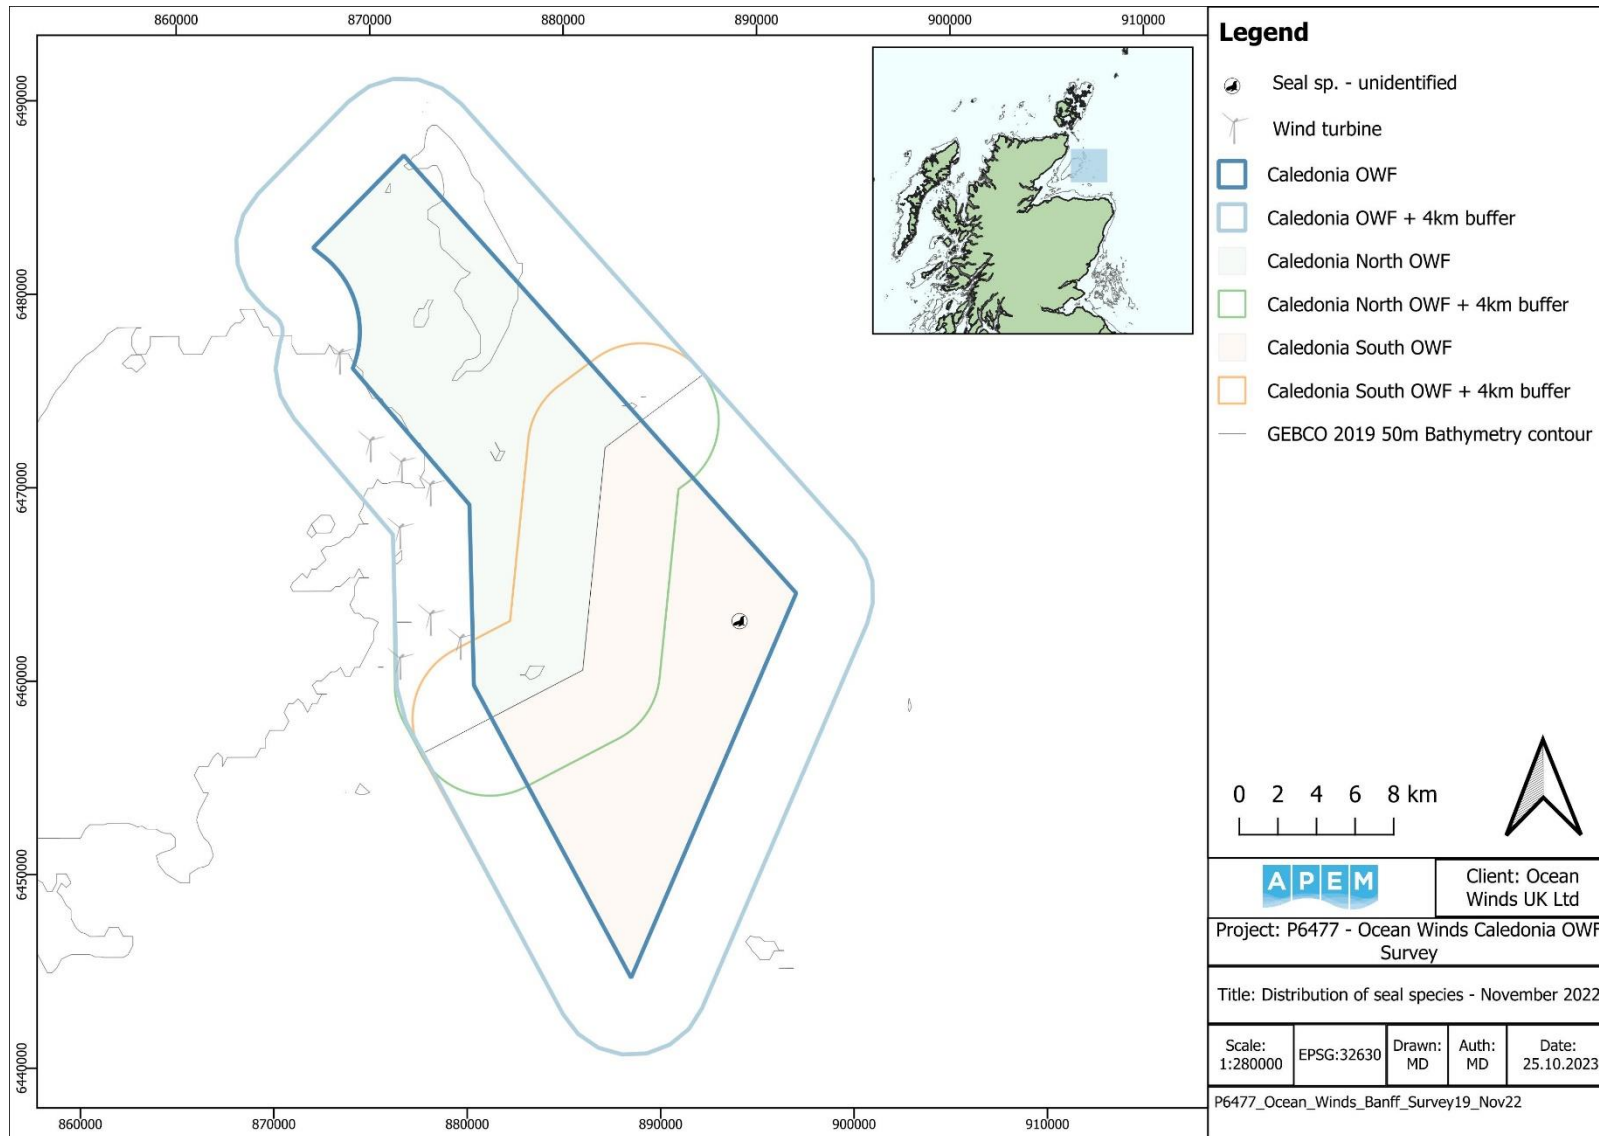 860000 870000 880000 890000 900000 910000
6490000
6480000
6470000
6460000
6450000
6440000
860000 870000 880000 890000 900000 910000
Legend
Seal sp. - unidentified
Wind turbine
Caledonia OWF
Caledonia OWF + 4km buffer
Caledonia North OWF
Caledonia North OWF + 4km buffer
Caledonia South OWF
Caledonia South OWF + 4km buffer
GEBCO 2019 50m Bathymetry contour
0 2 4 6 8 km
APEM
Client: Ocean
Winds UK Ltd
Project: P6477 - Ocean Winds Caledonia OWF
Survey
Title: Distribution of seal species - November 2022
Scale:
1:280000
EPSG:32630
Drawn:
MD
Auth:
MD
Date:
25.10.2023
P6477_Ocean_Winds_Banff_Survey19_Nov22